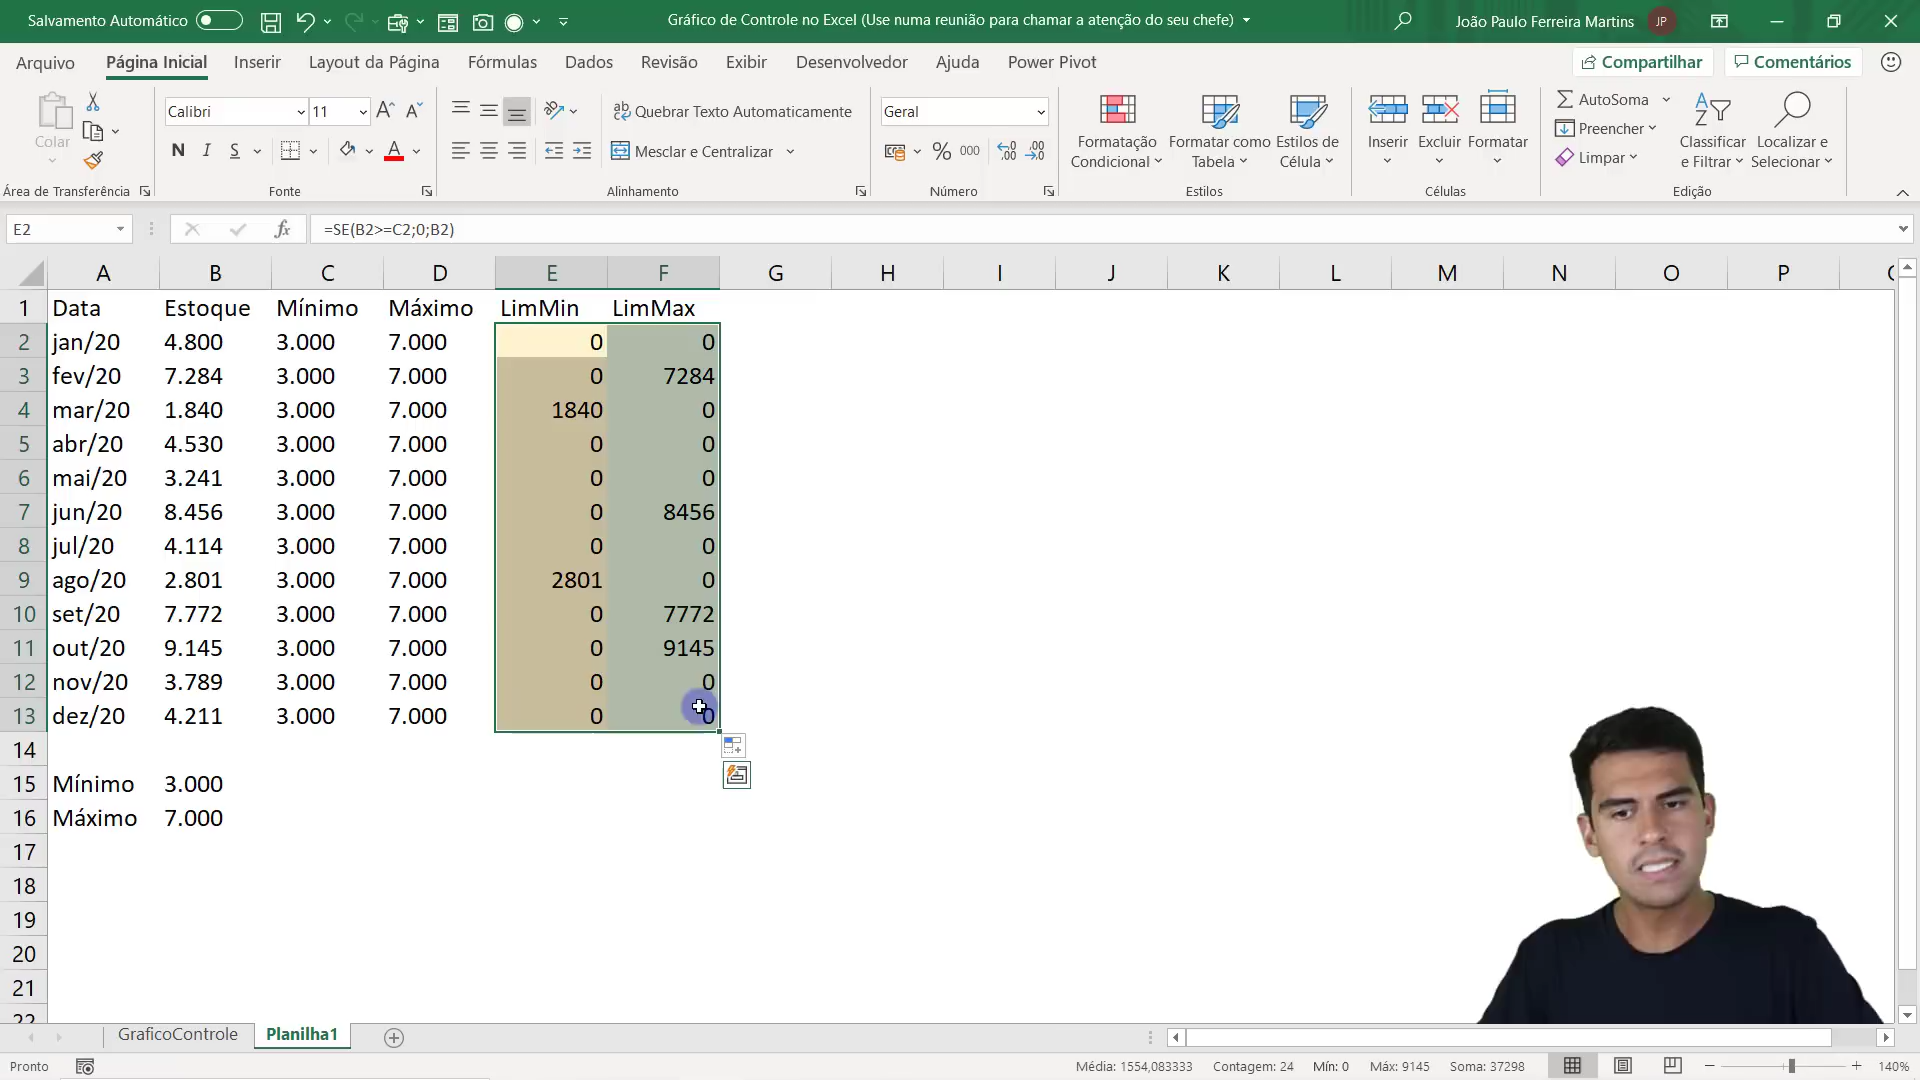 Salvamento Automático
Gráfico de Controle no Excel (Use numa reunião para chamar a atenção do seu chefe)
João Paulo Ferreira Martins
JP
Arquivo
Página Inicial
Inserir
Layout da Página
Fórmulas
Dados
Revisão
Exibir
Desenvolvedor
Ajuda
Power Pivot
Compartilhar
Comentários
Colar
Área de Transferência
Calibri
11
N I S
Fonte
Quebrar Texto Automaticamente
Mesclar e Centralizar
Alinhamento
Geral
% 000
Número
Formatação Condicional
Formatar como Tabela
Estilos de Célula
Estilos
Inserir
Excluir
Formatar
Células
AutoSoma
Preencher
Limpar
Classificar e Filtrar
Localizar e Selecionar
Edição
E2
fx
=SE(B2>=C2;0;B2)
A B C D E F G H I J K L M N O P
1 Data Estoque Mínimo Máximo LimMin LimMax
2 jan/20 4.800 3.000 7.000 0 0
3 fev/20 7.284 3.000 7.000 0 7284
4 mar/20 1.840 3.000 7.000 1840 0
5 abr/20 4.530 3.000 7.000 0 0
6 mai/20 3.241 3.000 7.000 0 0
7 jun/20 8.456 3.000 7.000 0 8456
8 jul/20 4.114 3.000 7.000 0 0
9 ago/20 2.801 3.000 7.000 2801 0
10 set/20 7.772 3.000 7.000 0 7772
11 out/20 9.145 3.000 7.000 0 9145
12 nov/20 3.789 3.000 7.000 0 0
13 dez/20 4.211 3.000 7.000 0 0
14
15 Mínimo 3.000
16 Máximo 7.000
17
18
19
20
21
22
GraficoControle
Planilha1
Pronto
Média: 1554,083333
Contagem: 24
Mín: 0
Máx: 9145
Soma: 37298
140%